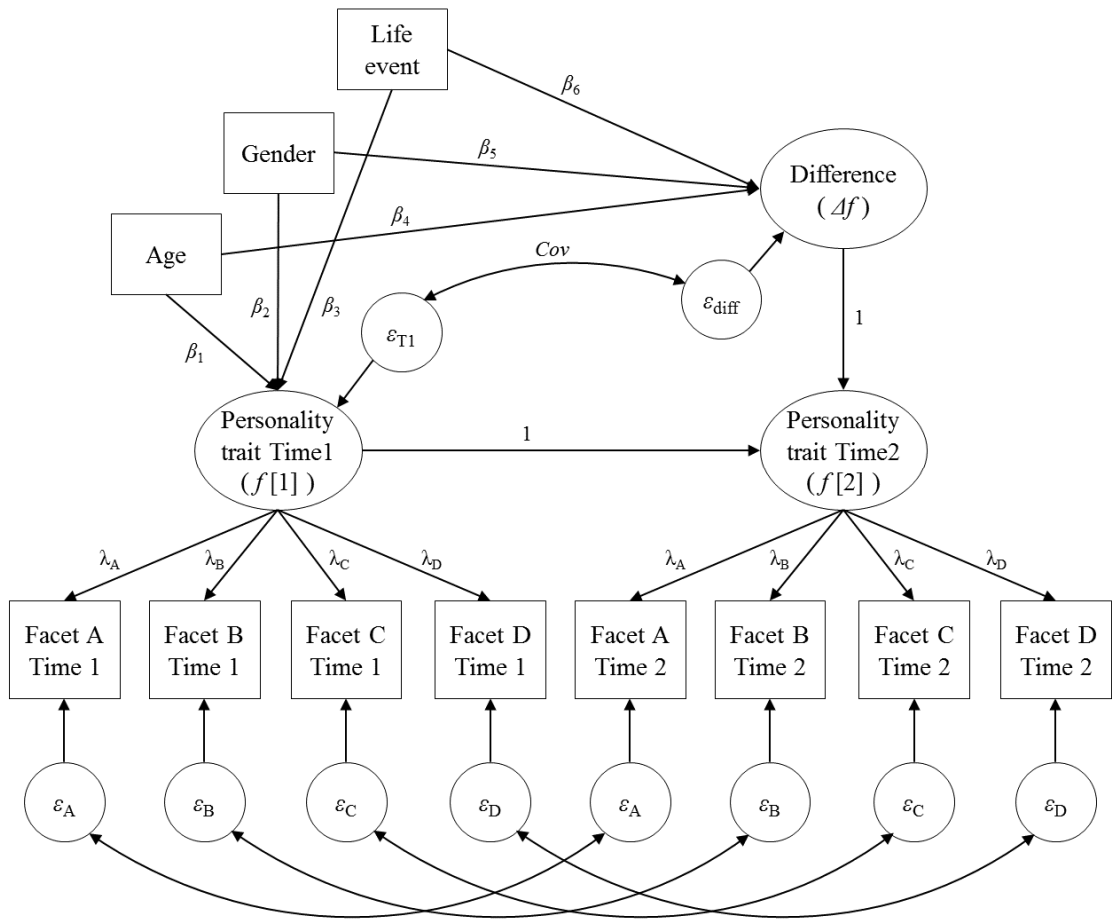 Life
event
β6
Gender
β5
Difference
( Δf )
β4
Age
Cov
εdiff
β2
β3
εT1
1
β1
Personality
trait Time1
( f [1] )
1
Personality
trait Time2
( f [2] )
λA
λB
λC
λD
λA
λB
λC
λD
Facet A
Time 1
Facet B
Time 1
Facet C
Time 1
Facet D
Time 1
Facet A
Time 2
Facet B
Time 2
Facet C
Time 2
Facet D
Time 2
εA
εB
εC
εD
εA
εB
εC
εD